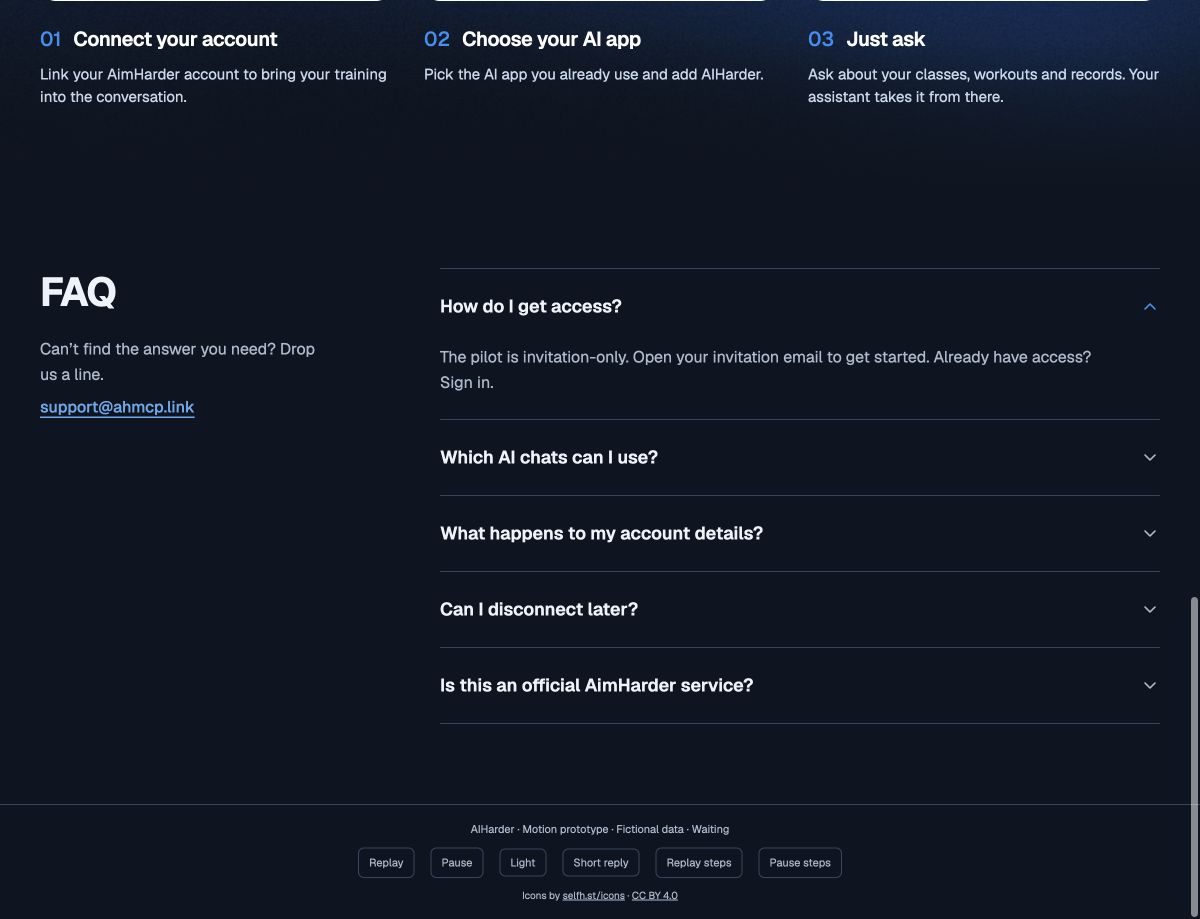 01 Connect your account
Link your AimHarder account to bring your training
into the conversation.
02 Choose your AI app
Pick the AI app you already use and add AIHarder.
03 Just ask
Ask about your classes, workouts and records. Your
assistant takes it from there.
FAQ
Can’t find the answer you need? Drop
us a line.
support@ahmcp.link
How do I get access?
The pilot is invitation-only. Open your invitation email to get started. Already have access?
Sign in.
Which AI chats can I use?
What happens to my account details?
Can I disconnect later?
Is this an official AimHarder service?
AIHarder · Motion prototype · Fictional data · Waiting
Replay Pause Light Short reply Replay steps Pause steps
Icons by selfh.st/icons · CC BY 4.0